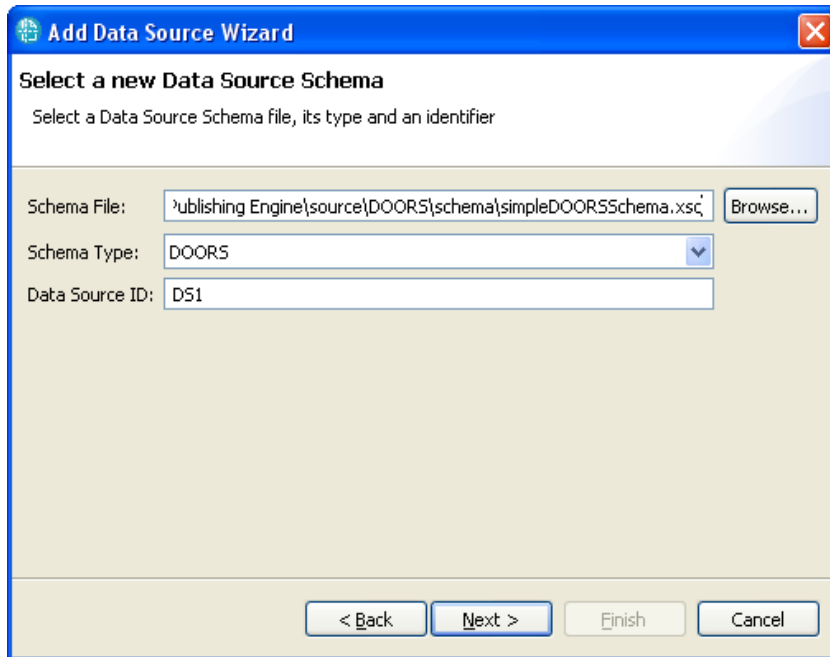 Add Data Source Wizard
Select a new Data Source Schema
Select a Data Source Schema file, its type and an identifier
Schema File: Publishing Engine\source\DOORS\schema\simpleDOORSSchema.xsd Browse...
Schema Type: DOORS
Data Source ID: DS1
< Back Next > Finish Cancel